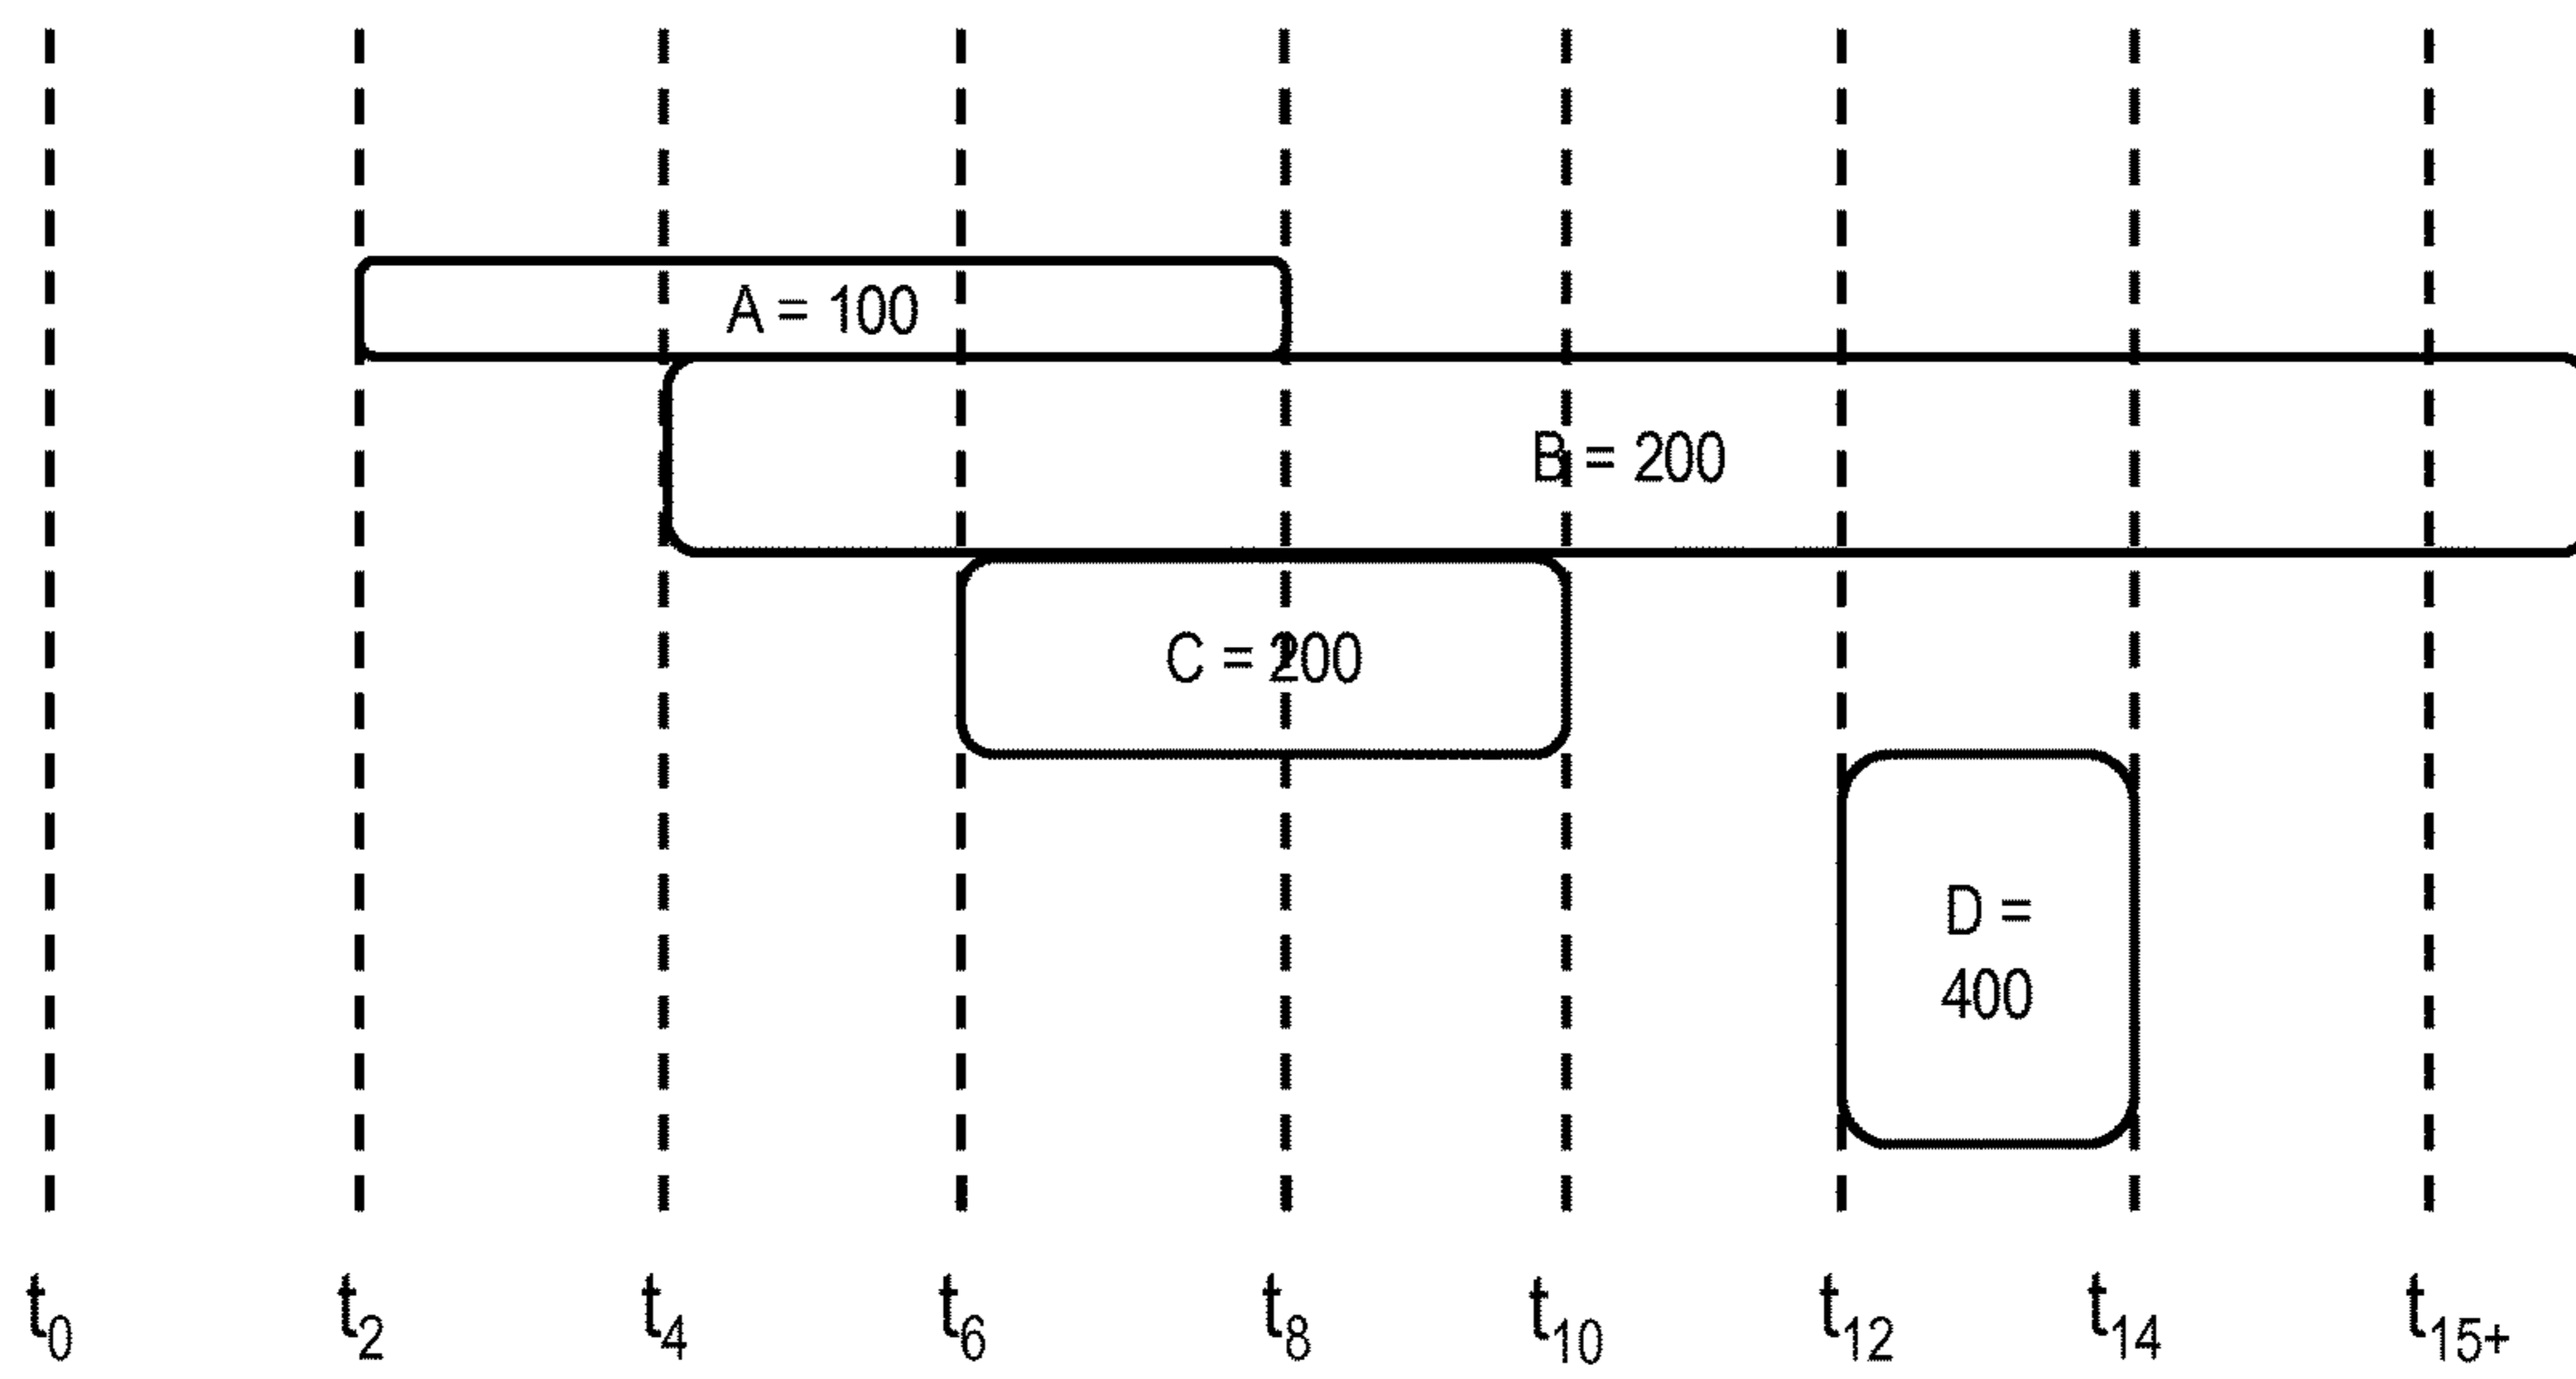 A = 100
B = 200
C = 200
D =
400
t0 t2 t4 t6 t8 t10 t12 t14 t15+